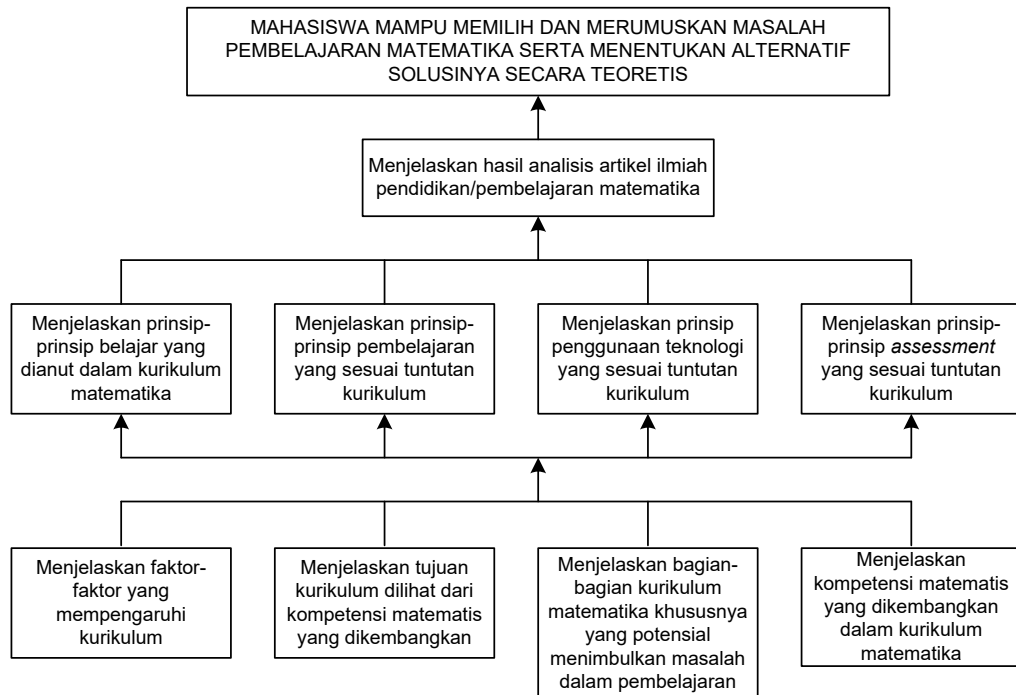 MAHASISWA MAMPU MEMILIH DAN MERUMUSKAN MASALAH
PEMBELAJARAN MATEMATIKA SERTA MENENTUKAN ALTERNATIF
SOLUSINYA SECARA TEORETIS
Menjelaskan hasil analisis artikel ilmiah
pendidikan/pembelajaran matematika
Menjelaskan prinsip-
prinsip belajar yang
dianut dalam kurikulum
matematika
Menjelaskan prinsip-
prinsip pembelajaran
yang sesuai tuntutan
kurikulum
Menjelaskan prinsip
penggunaan teknologi
yang sesuai tuntutan
kurikulum
Menjelaskan prinsip-
prinsip assessment
yang sesuai tuntutan
kurikulum
Menjelaskan faktor-
faktor yang
mempengaruhi
kurikulum
Menjelaskan tujuan
kurikulum dilihat dari
kompetensi matematis
yang dikembangkan
Menjelaskan bagian-
bagian kurikulum
matematika khususnya
yang potensial
menimbulkan masalah
dalam pembelajaran
Menjelaskan
kompetensi matematis
yang dikembangkan
dalam kurikulum
matematika